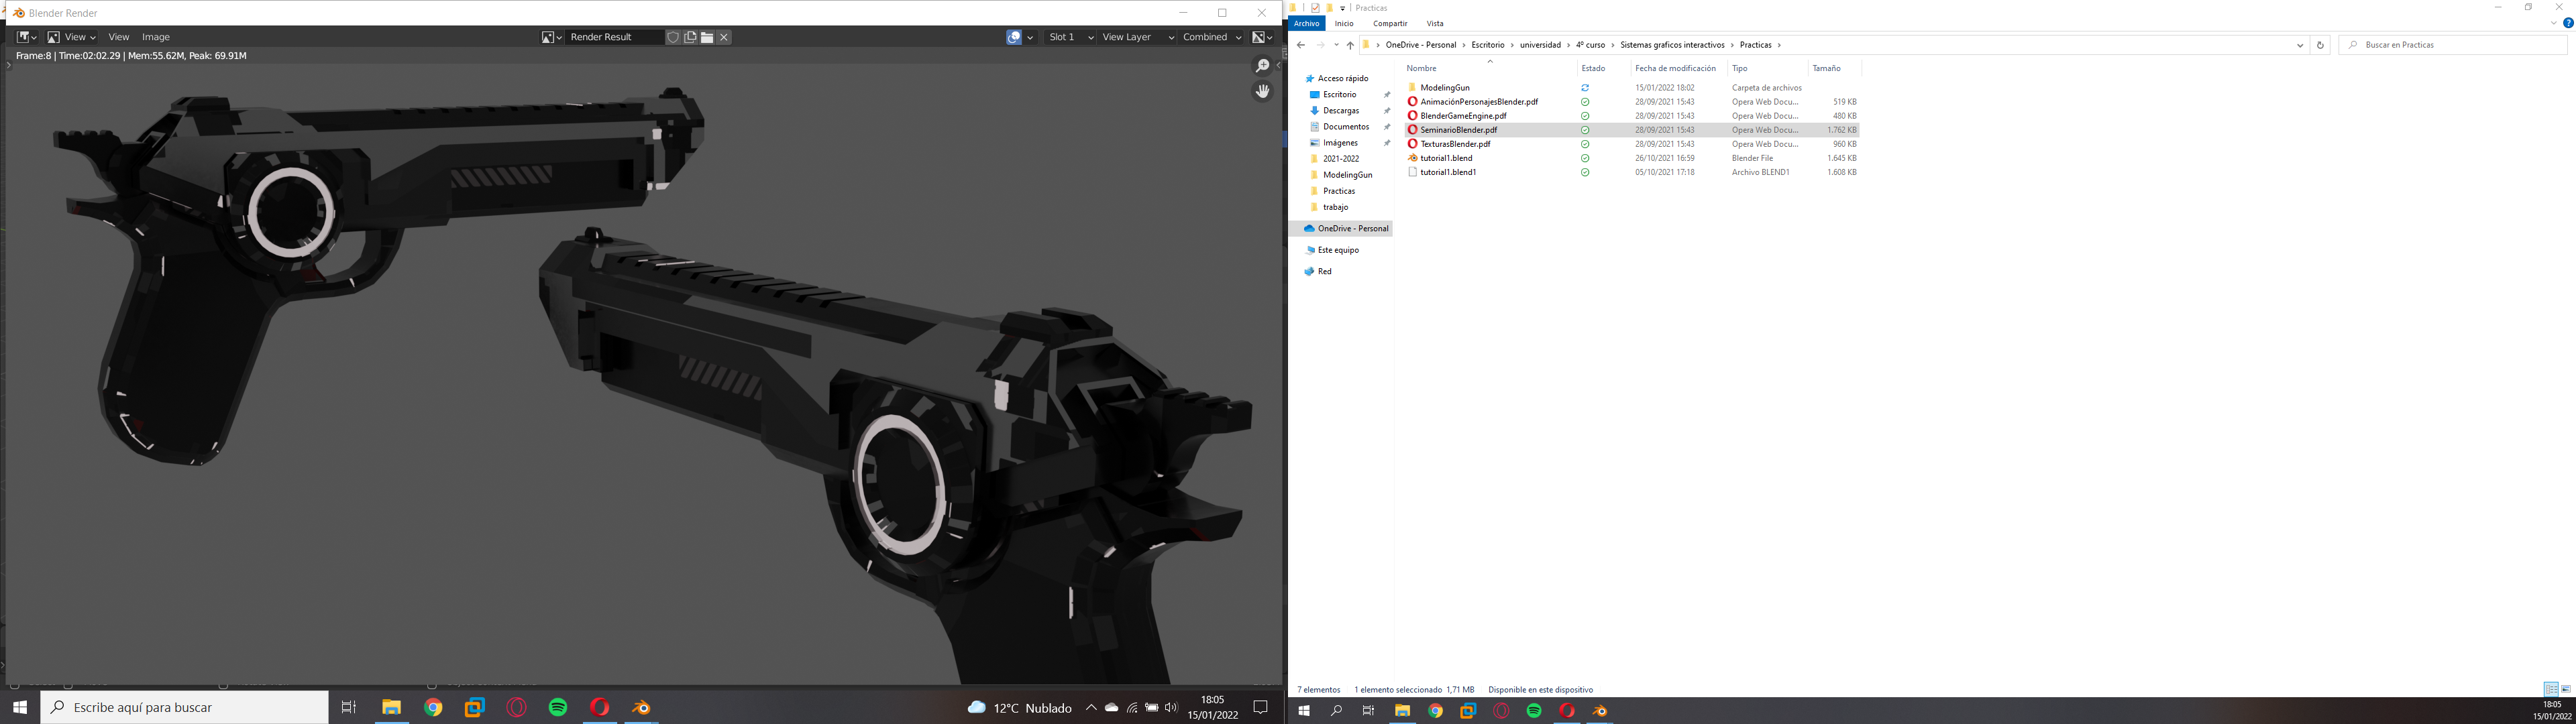 Blender Render
View View Image Render Result Slot 1 View Layer Combined
Frame:8 | Time:02:02.29 | Mem:55.62M, Peak: 69.91M
Escribe aquí para buscar
12°C Nublado
18:05
15/01/2022
Practicas
Archivo Inicio Compartir Vista
OneDrive - Personal Escritorio universidad 4º curso Sistemas graficos interactivos Practicas
Buscar en Practicas
Acceso rápido
Escritorio
Descargas
Documentos
Imágenes
2021-2022
ModelingGun
Practicas
trabajo
OneDrive - Personal
Este equipo
Red
Nombre Estado Fecha de modificación Tipo Tamaño
ModelingGun 15/01/2022 18:02 Carpeta de archivos
AnimaciónPersonajesBlender.pdf 28/09/2021 15:43 Opera Web Docu... 519 KB
BlenderGameEngine.pdf 28/09/2021 15:43 Opera Web Docu... 480 KB
SeminarioBlender.pdf 28/09/2021 15:43 Opera Web Docu... 1.762 KB
TexturasBlender.pdf 28/09/2021 15:43 Opera Web Docu... 960 KB
tutorial1.blend 26/10/2021 16:59 Blender File 1.645 KB
tutorial1.blend1 05/10/2021 17:18 Archivo BLEND1 1.608 KB
7 elementos 1 elemento seleccionado 1,71 MB Disponible en este dispositivo
18:05
15/01/2022